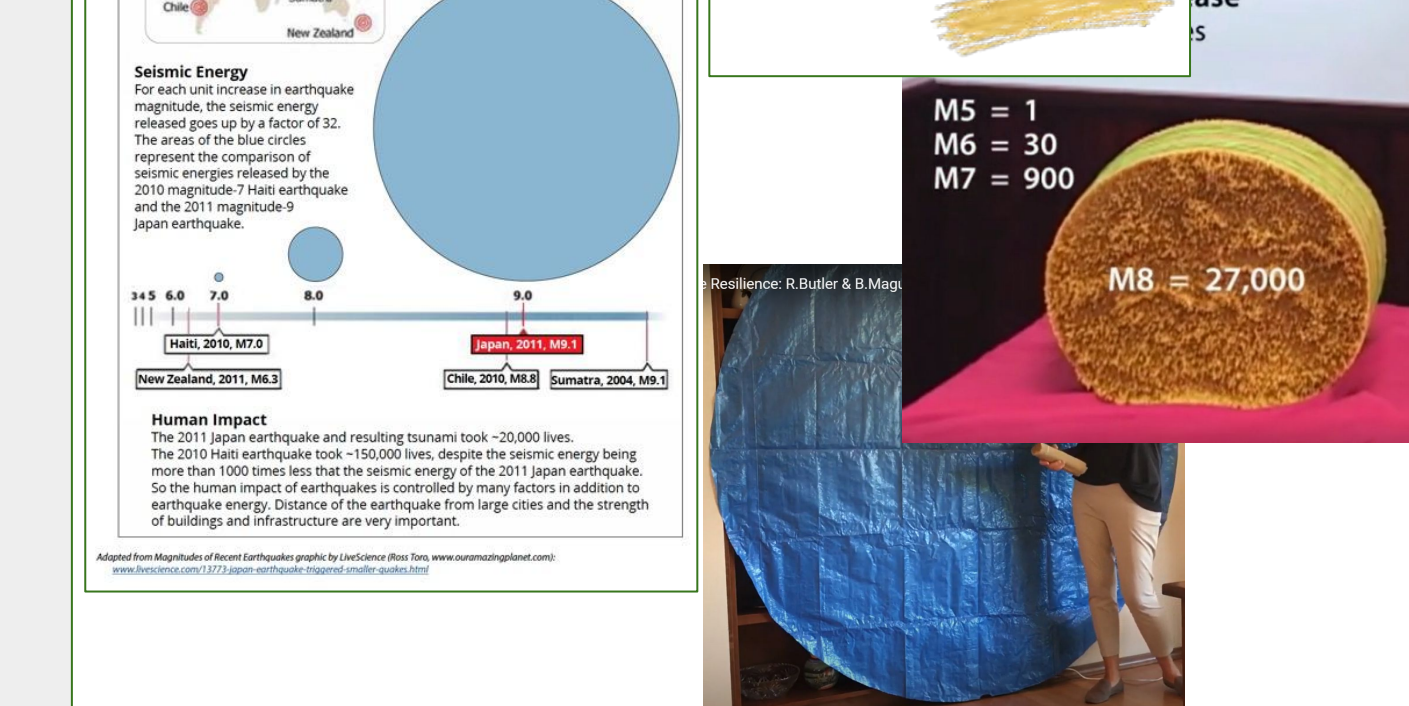 Chile
New Zealand
Seismic Energy
For each unit increase in earthquake
magnitude, the seismic energy
released goes up by a factor of 32.
The areas of the blue circles
represent the comparison of
seismic energies released by the
2010 magnitude-7 Haiti earthquake
and the 2011 magnitude-9
Japan earthquake.
3 4 5 6.0 7.0 8.0 9.0
Haiti, 2010, M7.0
Japan, 2011, M9.1
New Zealand, 2011, M6.3
Chile, 2010, M8.8
Sumatra, 2004, M9.1
Human Impact
The 2011 Japan earthquake and resulting tsunami took ~20,000 lives.
The 2010 Haiti earthquake took ~150,000 lives, despite the seismic energy being
more than 1000 times less that the seismic energy of the 2011 Japan earthquake.
So the human impact of earthquakes is controlled by many factors in addition to
earthquake energy. Distance of the earthquake from large cities and the strength
of buildings and infrastructure are very important.
Adapted from Magnitudes of Recent Earthquakes graphic by LiveScience (Ross Toro, www.ouramazingplanet.com):
www.livescience.com/13773-japan-earthquake-triggered-smaller-quakes.html
Resilience: R.Butler & B.Magu
M5 = 1
M6 = 30
M7 = 900
M8 = 27,000